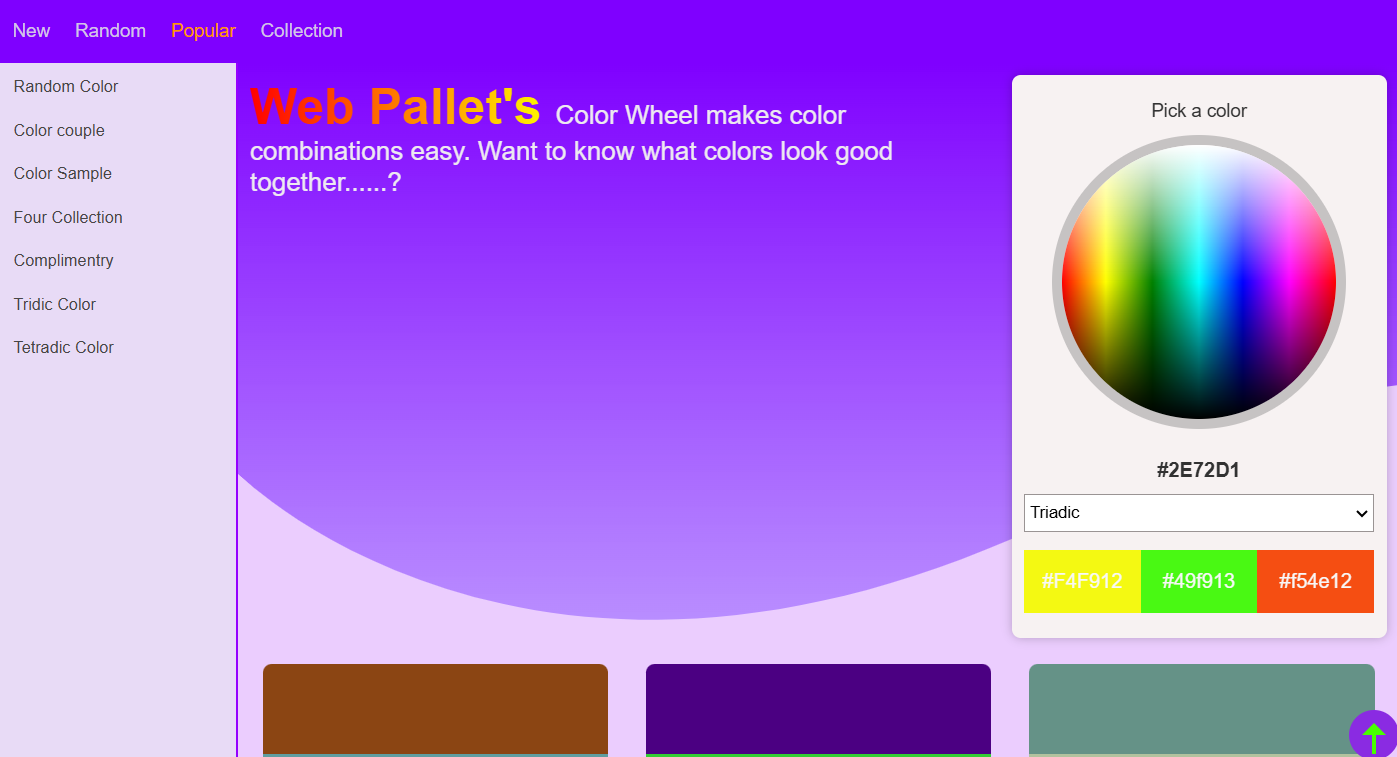 New Random Popular Collection
Random Color
Color couple
Color Sample
Four Collection
Complimentry
Tridic Color
Tetradic Color
Web Pallet's Color Wheel makes color
combinations easy. Want to know what colors look good
together......?
Pick a color
#2E72D1
Triadic
#F4F912 #49f913 #f54e12